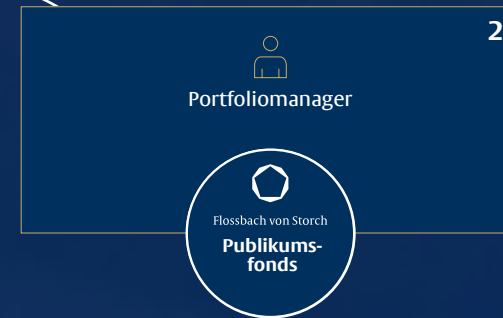 2
Portfoliomanager
Flossbach von Storch
Publikums-
fonds